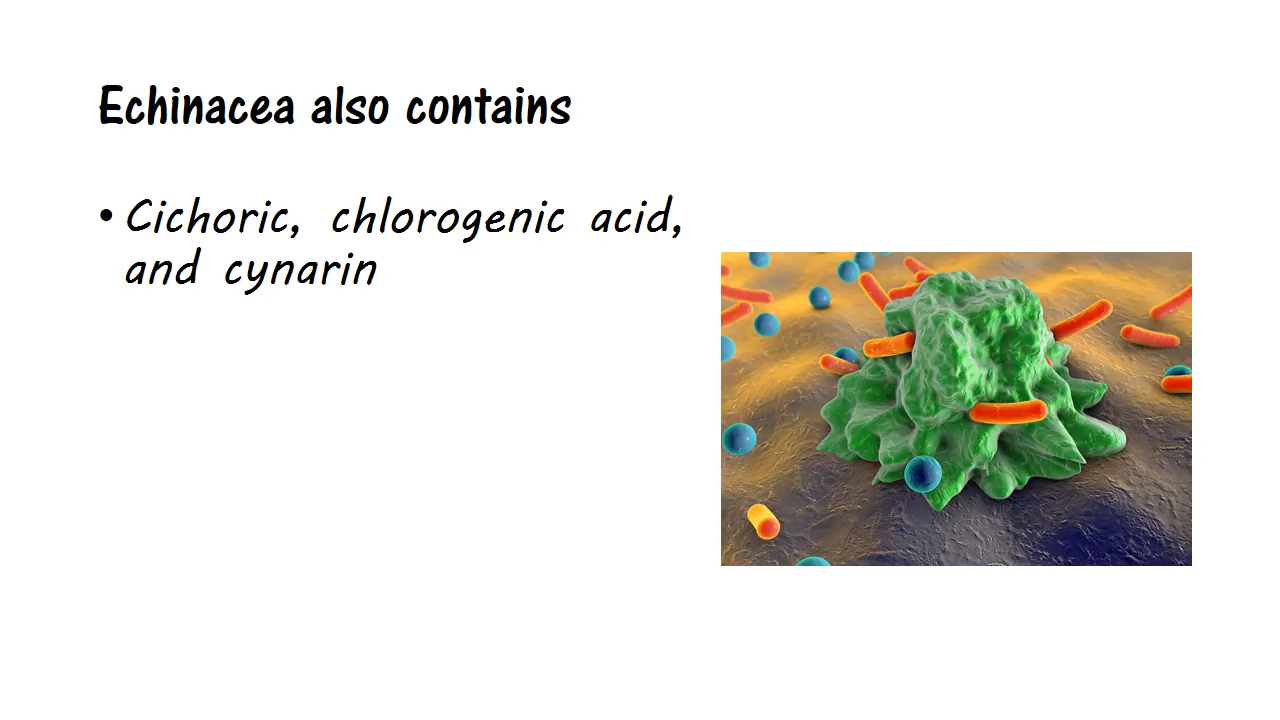 Echinacea also contains
• Cichoric, chlorogenic acid,
and cynarin